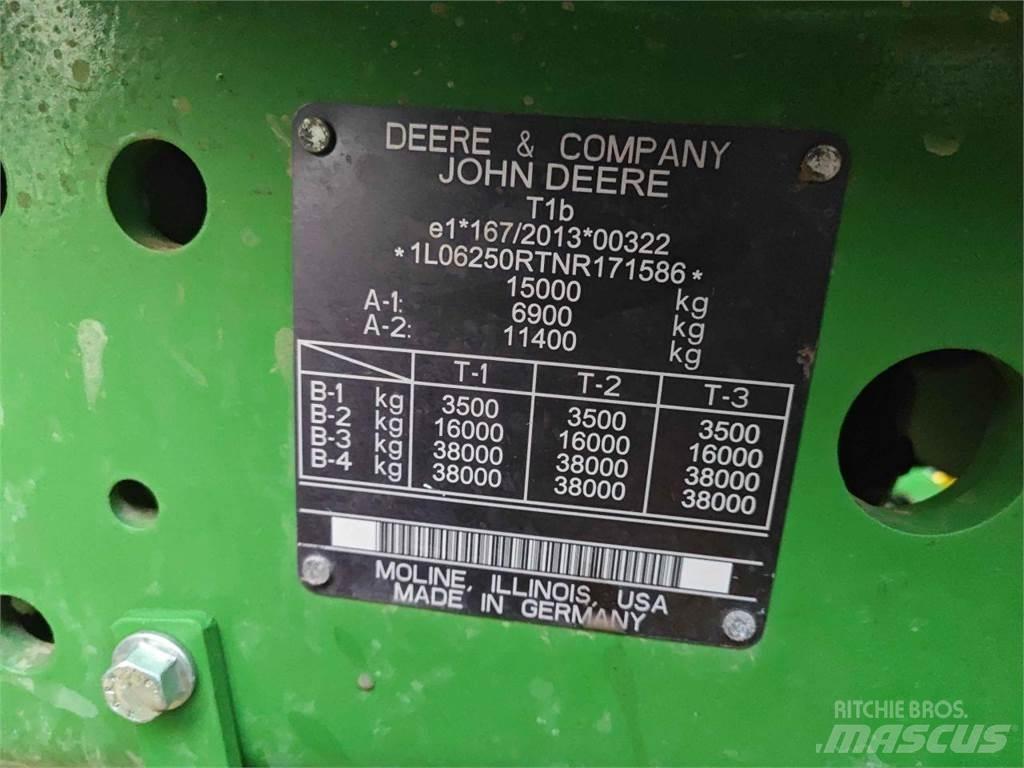 DEERE & COMPANY
JOHN DEERE
T1b
e1*167/2013*00322
*1L06250RTNR171586*
15000 kg
A-1: 6900 kg
A-2: 11400 kg
T-1 T-2 T-3
B-1 kg 3500 3500 3500
B-2 kg 16000 16000 16000
B-3 kg 38000 38000 38000
B-4 kg 38000 38000 38000
MOLINE, ILLINOIS, USA
MADE IN GERMANY
RITCHIE BROS.
MASCUS